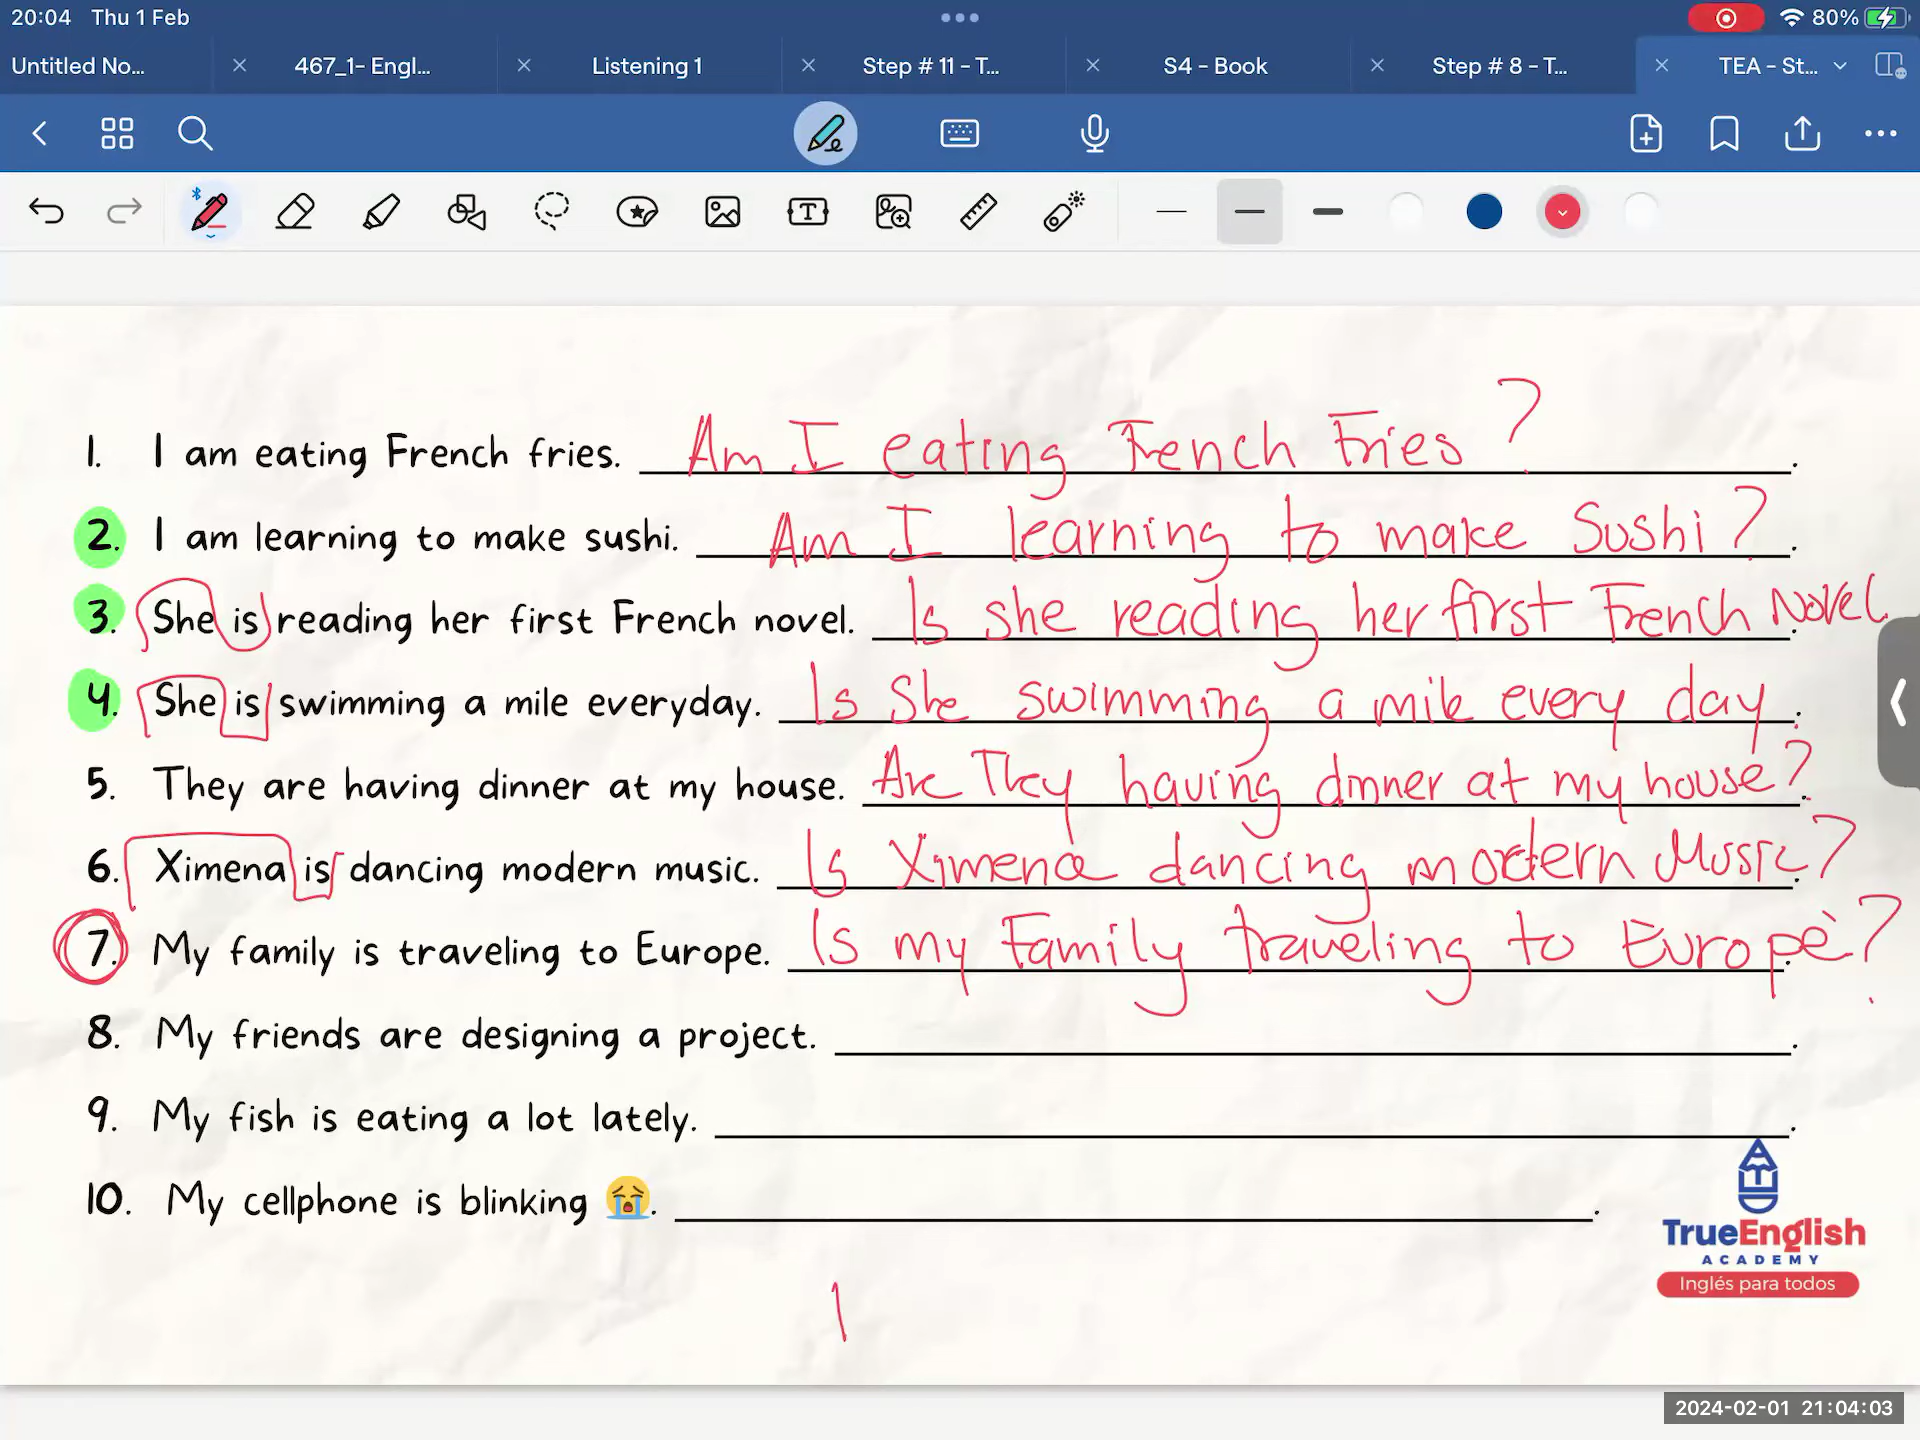 20:04 Thu 1 Feb 80%
Untitled No... 467_1- Engl... Listening 1 Step # 11 - T... S4 - Book Step # 8 - T... TEA - St...
1. I am eating French fries. Am I eating French Fries?.
2. I am learning to make sushi. Am I learning to make Sushi?.
3. She is reading her first French novel. Is she reading her first French Novel.
4. She is swimming a mile everyday. Is She swimming a mile every day.
5. They are having dinner at my house. Are They having dinner at my house?.
6. Ximena is dancing modern music. Is Ximena dancing modern Music?.
7. My family is traveling to Europe. Is my Family traveling to Europe?.
8. My friends are designing a project. .
9. My fish is eating a lot lately. .
10. My cellphone is blinking 😭. .
TrueEnglish
ACADEMY
Inglés para todos
2024-02-01 21:04:03